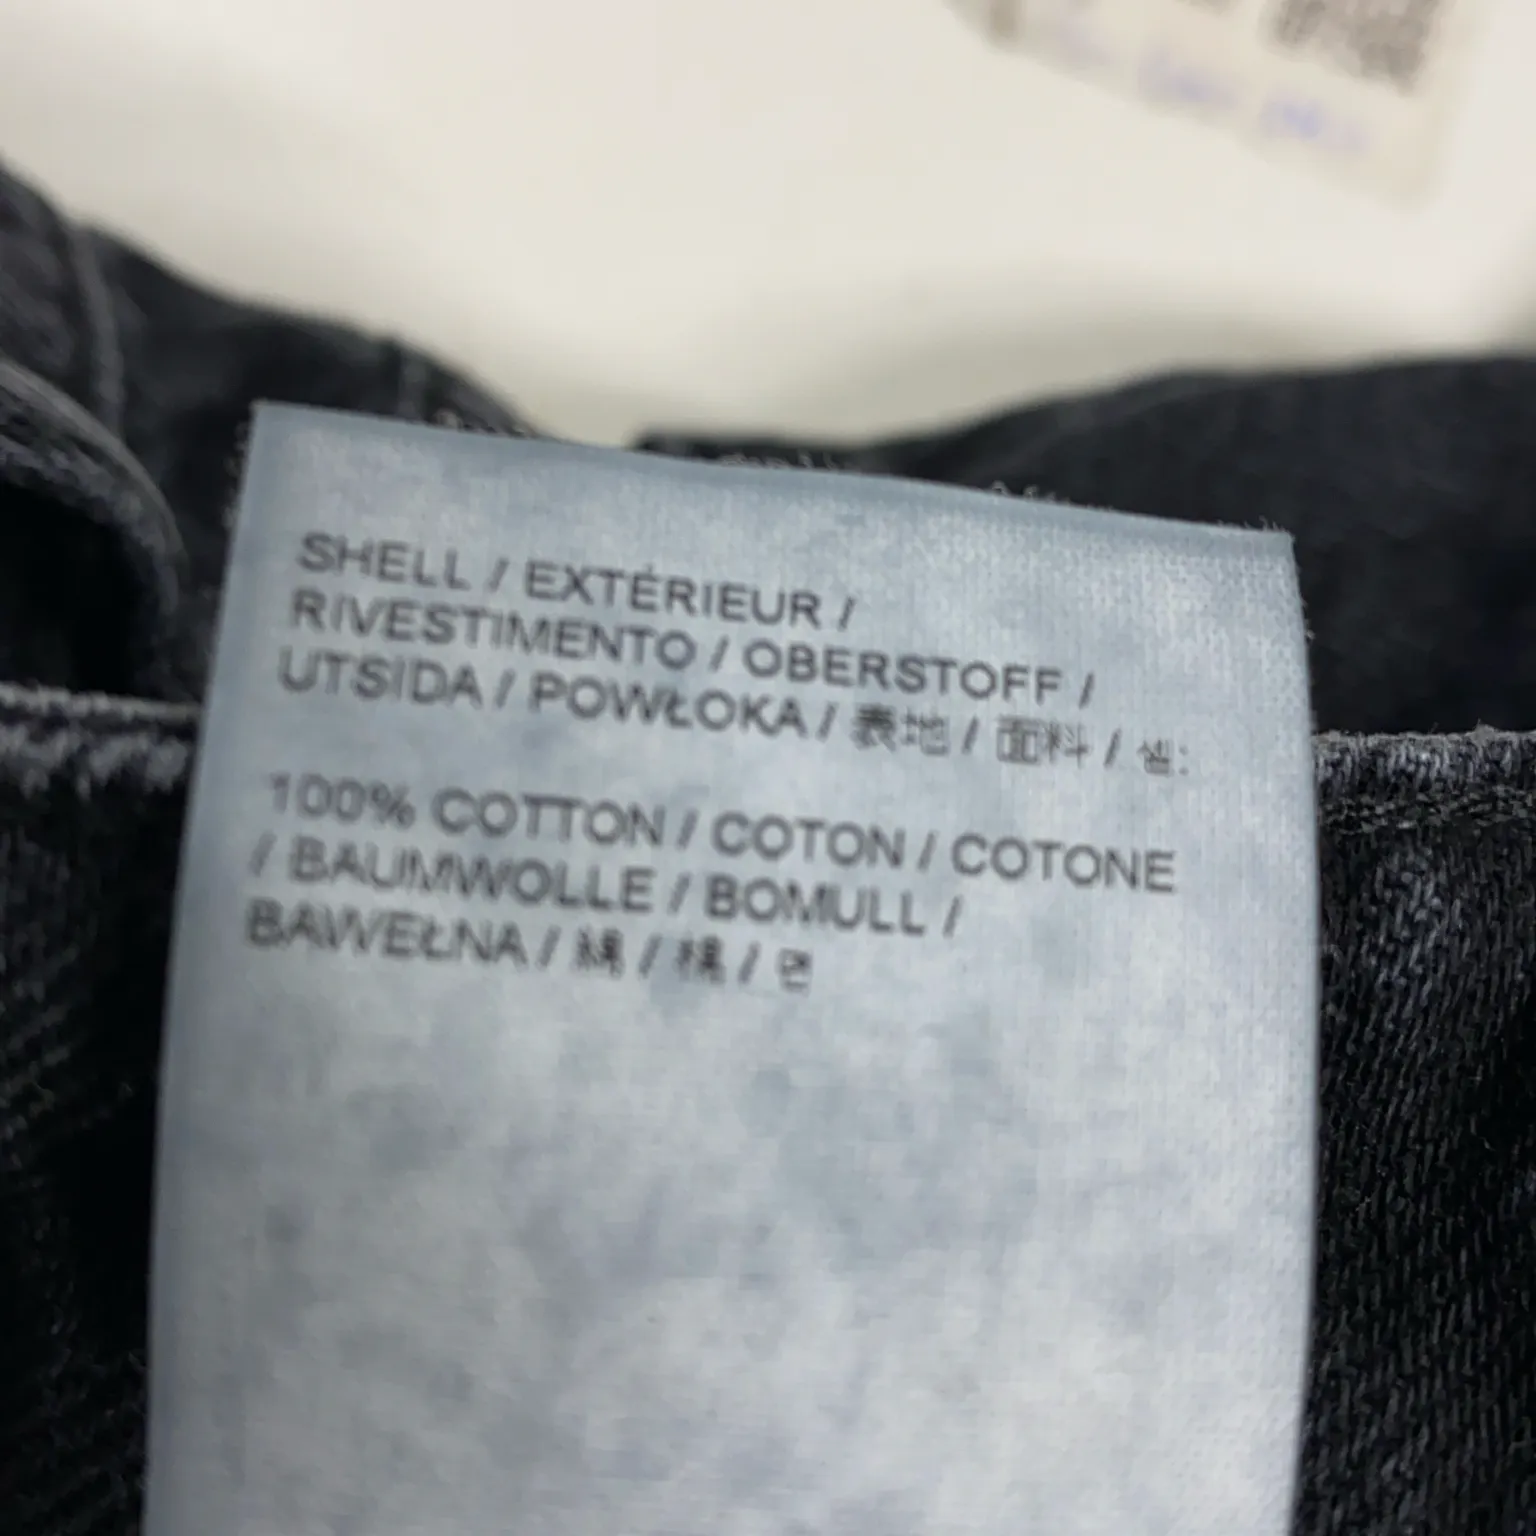 SHELL / EXTÉRIEUR /
RIVESTIMENTO / OBERSTOFF /
UTSIDA / POWŁOKA / 表地 / 面料 / 쉘:
100% COTTON / COTON / COTONE
/ BAUMWOLLE / BOMULL /
BAWEŁNA / 綿 / 棉 / 면